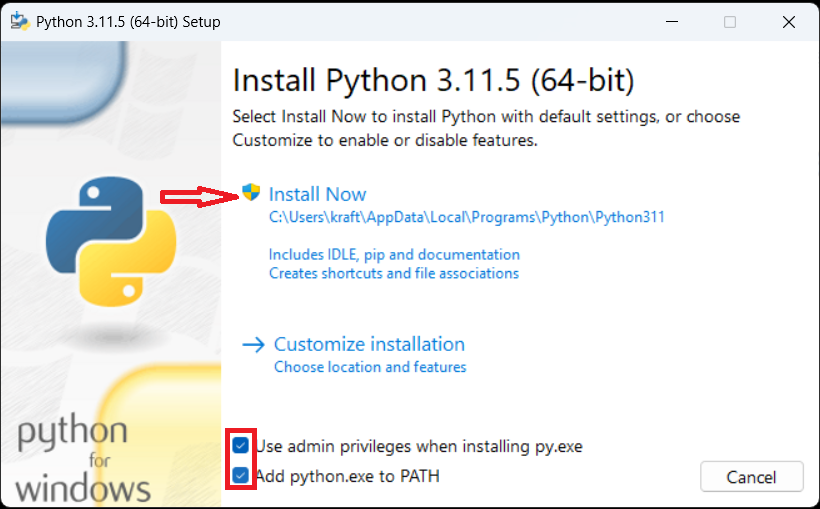 Python 3.11.5 (64-bit) Setup
Install Python 3.11.5 (64-bit)
Select Install Now to install Python with default settings, or choose
Customize to enable or disable features.
Install Now
C:\Users\kraft\AppData\Local\Programs\Python\Python311
Includes IDLE, pip and documentation
Creates shortcuts and file associations
Customize installation
Choose location and features
Use admin privileges when installing py.exe
Add python.exe to PATH
Cancel
python
for
windows